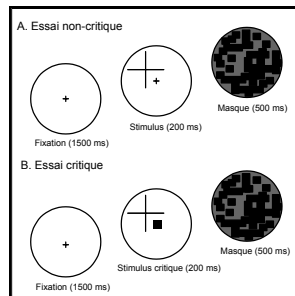 A. Essai non-critique
Masque (500 ms)
Stimulus (200 ms)
Fixation (1500 ms)
B. Essai critique
Masque (500 ms)
Stimulus critique (200 ms)
Fixation (1500 ms)